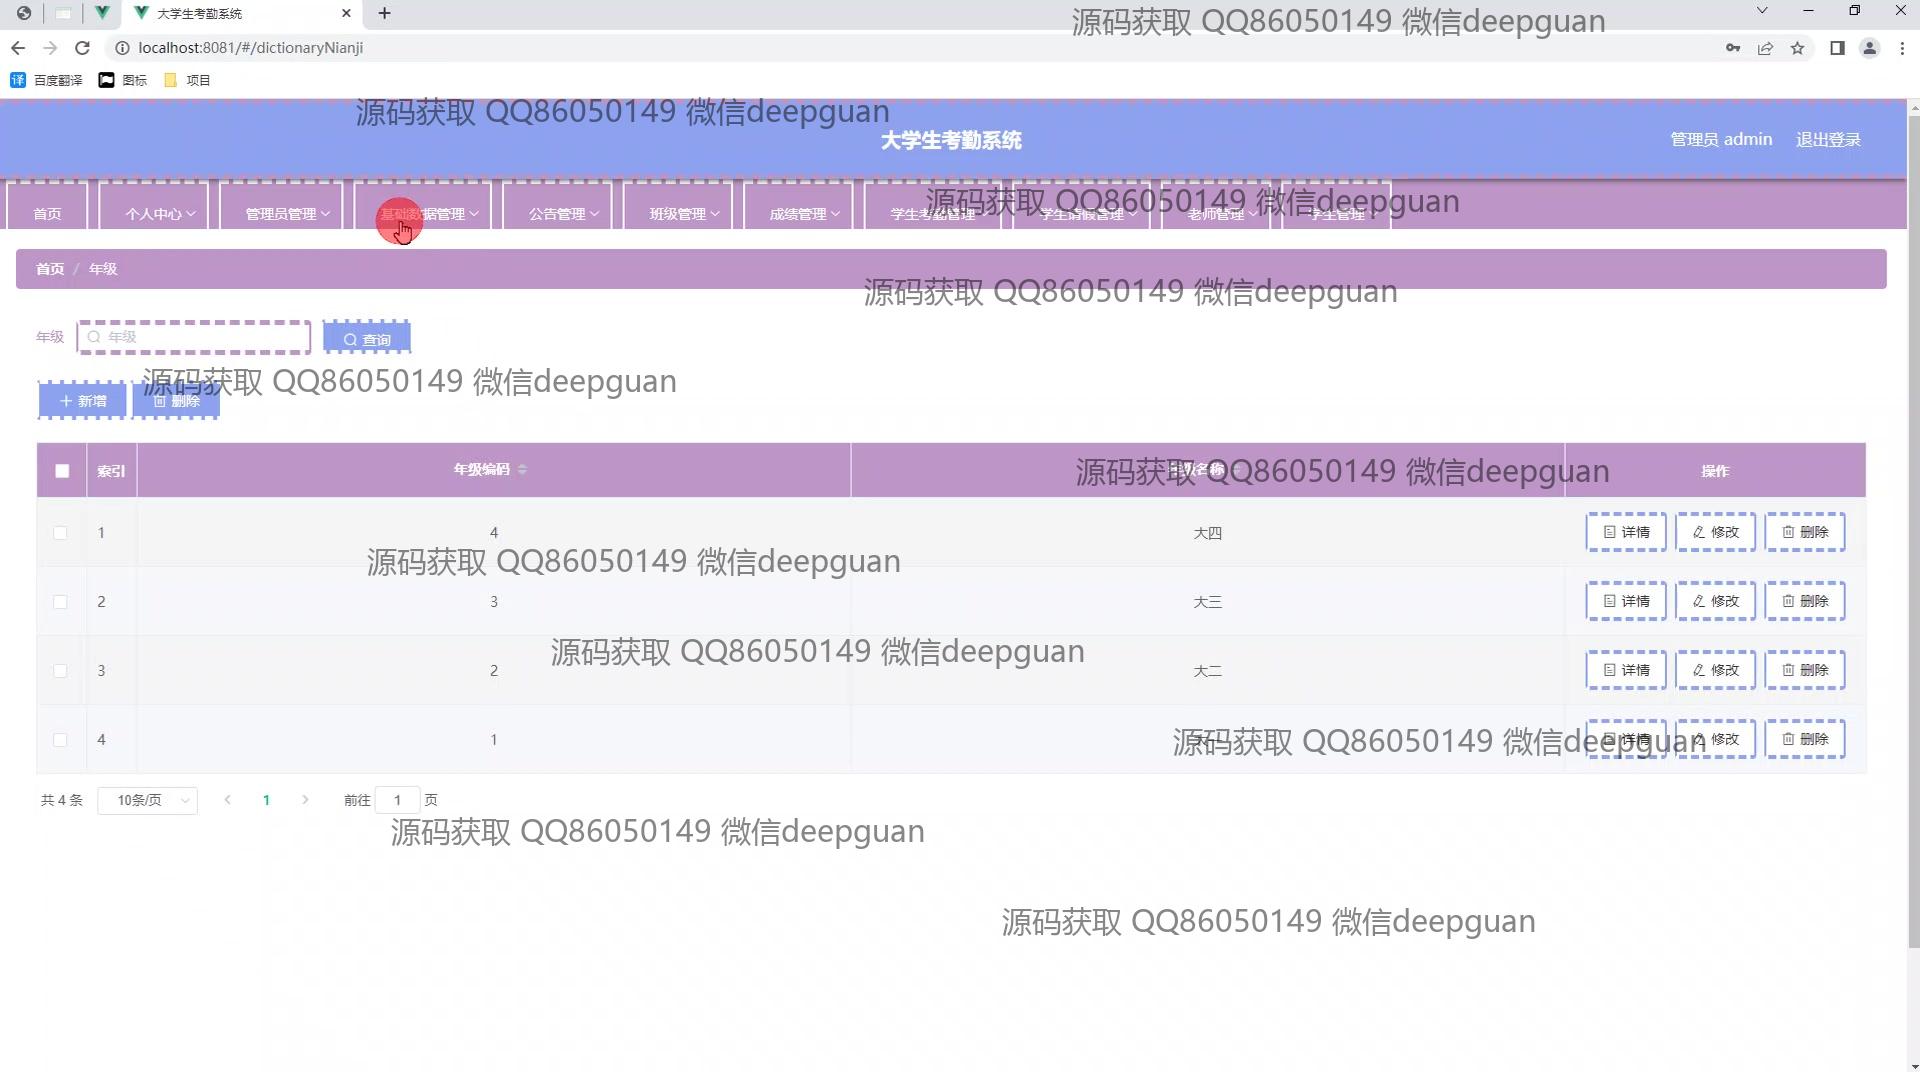 大学生考勤系统
源码获取 QQ86050149 微信deepguan
localhost:8081/#/dictionaryNianji
百度翻译 图标 项目
源码获取 QQ86050149 微信deepguan
大学生考勤系统
管理员 admin 退出登录
源码获取 QQ86050149 微信deepguan
首页 个人中心 管理员管理 基础数据管理 公告管理 班级管理 成绩管理 学生考勤管理 学生请假管理 老师管理 学生管理
首页 / 年级
源码获取 QQ86050149 微信deepguan
年级 年级 查询
源码获取 QQ86050149 微信deepguan
新增 删除
索引 年级编码 年级名称 操作
源码获取 QQ86050149 微信deepguan
1 4 大四 详情 修改 删除
源码获取 QQ86050149 微信deepguan
2 3 大三 详情 修改 删除
源码获取 QQ86050149 微信deepguan
3 2 大二 详情 修改 删除
4 1 详情 修改 删除
源码获取 QQ86050149 微信deepguan
共 4 条 10条/页 1 前往 1 页
源码获取 QQ86050149 微信deepguan
源码获取 QQ86050149 微信deepguan